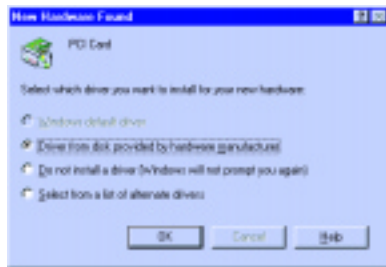 New Hardware Found
PCI Card
Select which driver you want to install for your new hardware:
Windows default driver
Driver from disk provided by hardware manufacturer
Do not install a driver (Windows will not prompt you again)
Select from a list of alternate drivers
OK
Cancel
Help